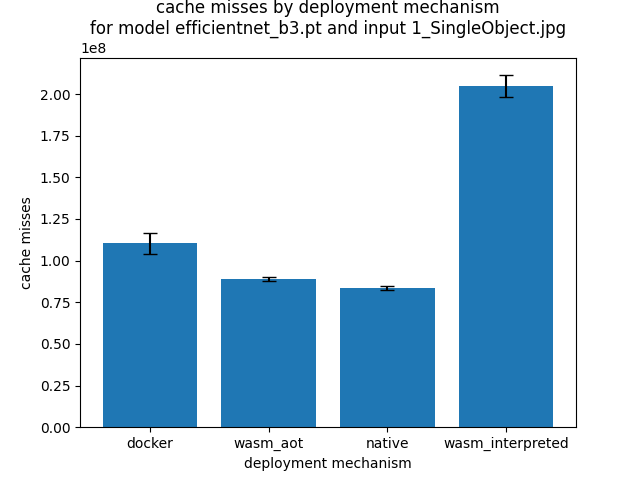 cache misses by deployment mechanism
for model efficientnet_b3.pt and input 1_SingleObject.jpg
1e8
2.00
1.75
1.50
1.25
1.00
0.75
0.50
0.25
0.00
cache misses
docker
wasm_aot
native
wasm_interpreted
deployment mechanism